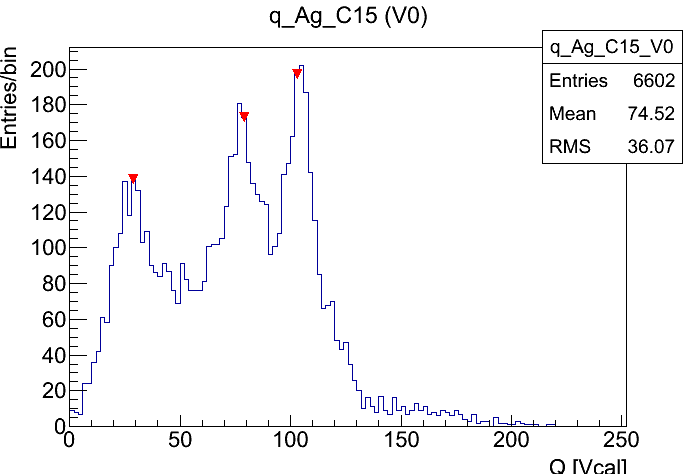 q_Ag_C15 (V0)
q_Ag_C15_V0
Entries 6602
Mean 74.52
RMS 36.07
Entries/bin
200
180
160
140
120
100
80
60
40
20
0
0 50 100 150 200 250
Q [Vcal]